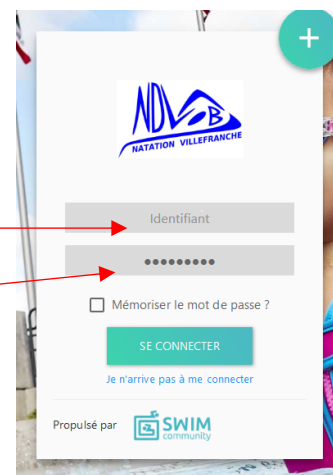 +
NDVOB
NATATION VILLEFRANCHE
Identifiant
•••••••••
Mémoriser le mot de passe ?
SE CONNECTER
Je n'arrive pas à me connecter
Propulsé par
SWIM
community